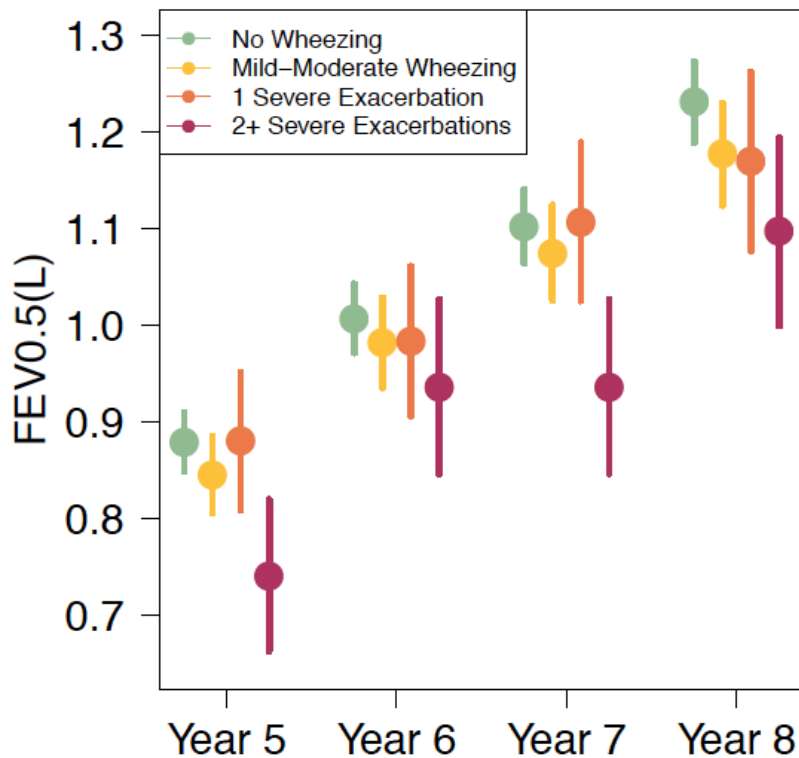 No Wheezing
Mild–Moderate Wheezing
1 Severe Exacerbation
2+ Severe Exacerbations
FEV0.5(L)
1.3
1.2
1.1
1.0
0.9
0.8
0.7
Year 5 Year 6 Year 7 Year 8